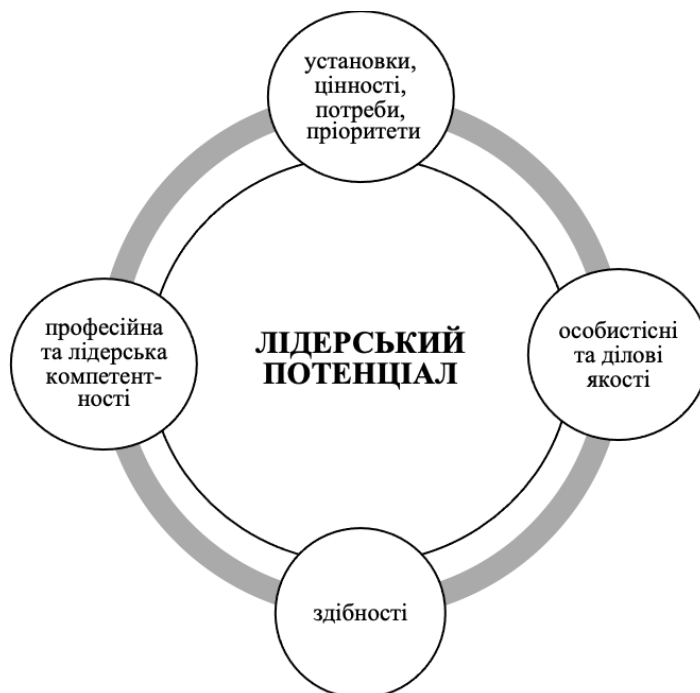 установки,
цінності,
потреби,
пріоритети
професійна
та лідерська
компетент-
ності
ЛІДЕРСЬКИЙ
ПОТЕНЦІАЛ
особистісні
та ділові
якості
здібності